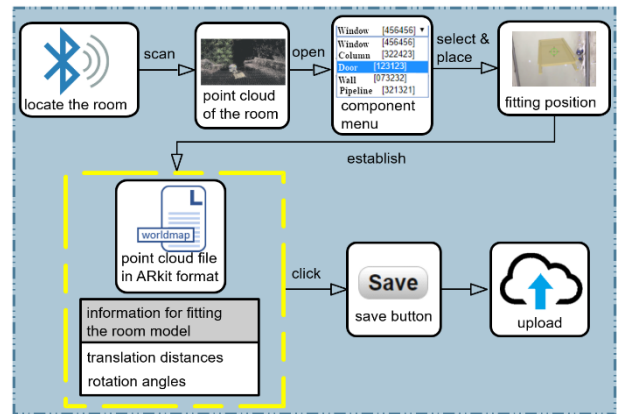 locate the room
scan
point cloud
of the room
open
Window [456456]
Window [456456]
Column [322423]
Door [123123]
Wall [073232]
Pipeline [321321]
component
menu
select &
place
fitting position
establish
L
worldmap
point cloud file
in ARkit format
information for fitting
the room model
translation distances
rotation angles
click
Save
save button
upload